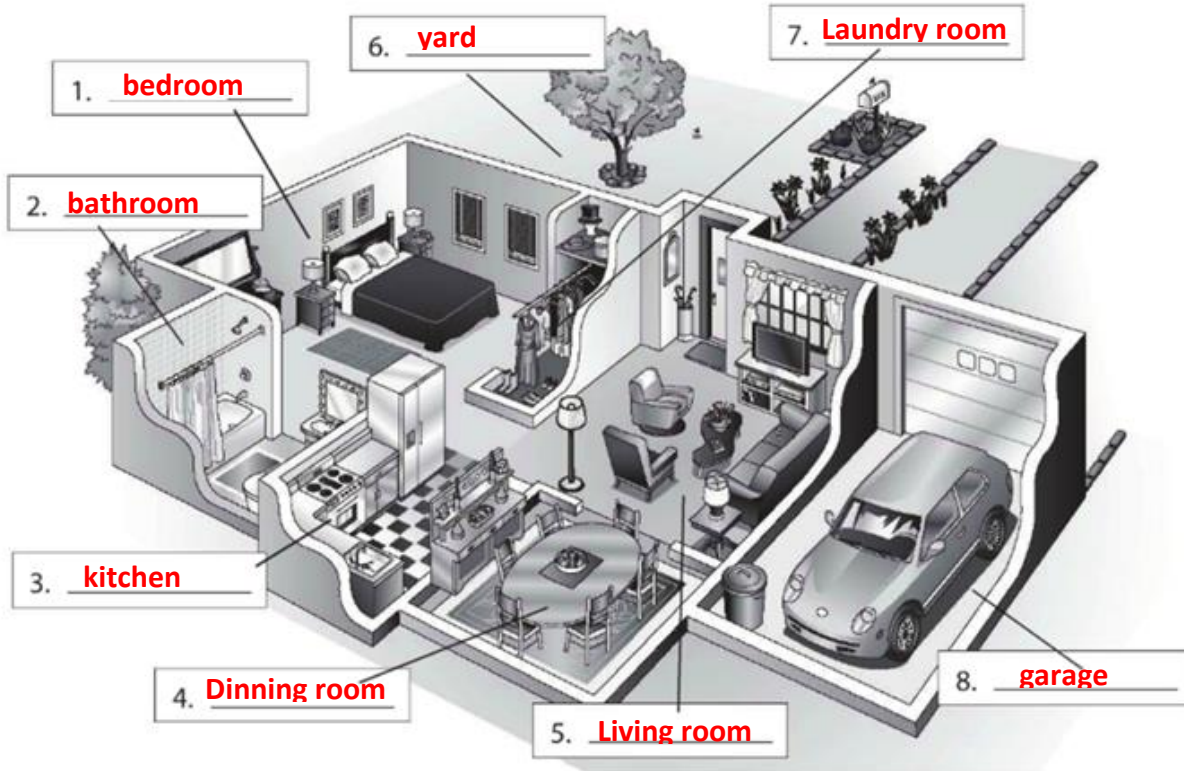 1. bedroom
2. bathroom
3. kitchen
4. Dinning room
5. Living room
6. yard
7. Laundry room
8. garage